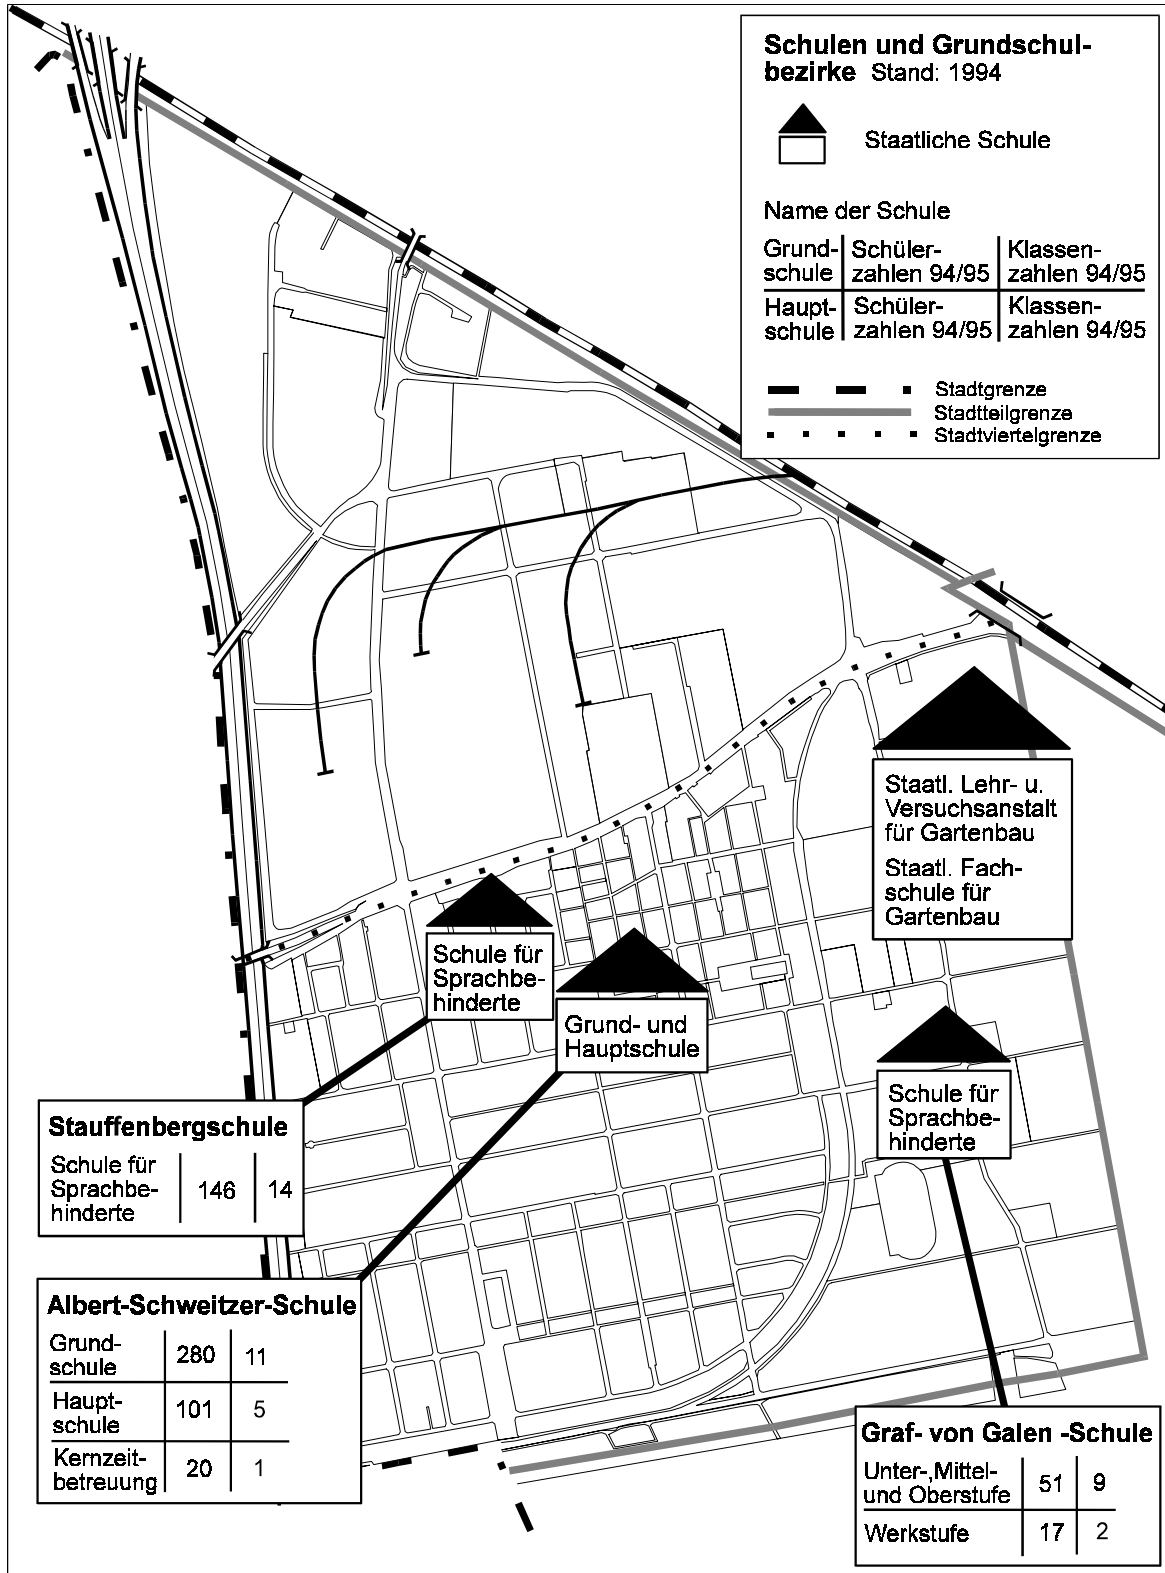 Schulen und Grundschul-
bezirke Stand: 1994
Staatliche Schule
Name der Schule
Grund- Schüler- Klassen-
schule zahlen 94/95 zahlen 94/95
Haupt- Schüler- Klassen-
schule zahlen 94/95 zahlen 94/95
Stadtgrenze
Stadtteilgrenze
Stadtviertelgrenze
Staatl. Lehr- u.
Versuchsanstalt
für Gartenbau
Staatl. Fach-
schule für
Gartenbau
Schule für
Sprachbe-
hinderte
Grund- und
Hauptschule
Schule für
Sprachbe-
hinderte
Stauffenbergschule
Schule für
Sprachbe- 146 14
hinderte
Albert-Schweitzer-Schule
Grund-
schule 280 11
Haupt-
schule 101 5
Kernzeit-
betreuung 20 1
Graf- von Galen -Schule
Unter-,Mittel-
und Oberstufe 51 9
Werkstufe 17 2